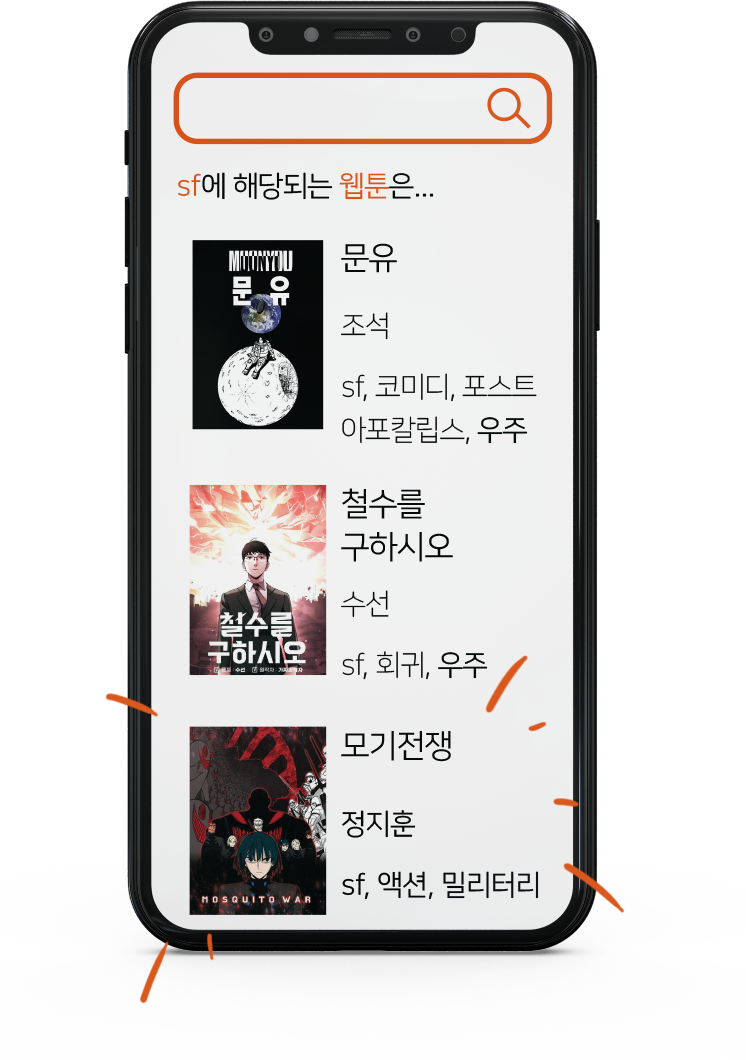 sf에 해당되는 웹툰은...
MOONYOU
문유
문유
조석
sf, 코미디, 포스트
아포칼립스, 우주
철수를
구하시오
철수를
구하시오
수선
sf, 회귀, 우주
MOSQUITO WAR
모기전쟁
정지훈
sf, 액션, 밀리터리